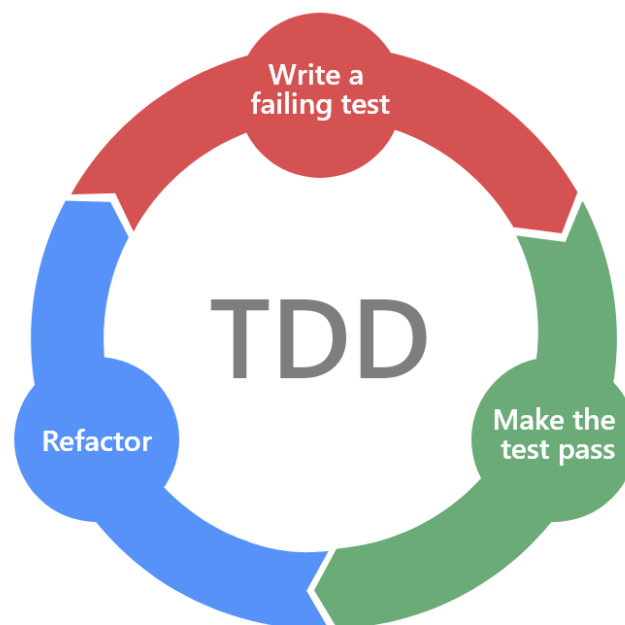 Write a
failing test
TDD
Make the
test pass
Refactor